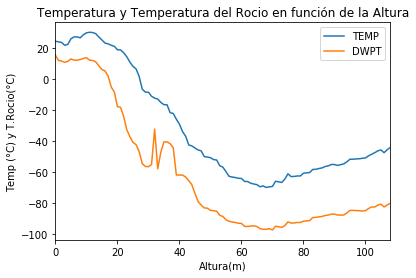 Temperatura y Temperatura del Rocio en función de la Altura
TEMP
DWPT
Temp (°C) y T.Rocio(°C)
20
0
−20
−40
−60
−80
−100
0 20 40 60 80 100
Altura(m)